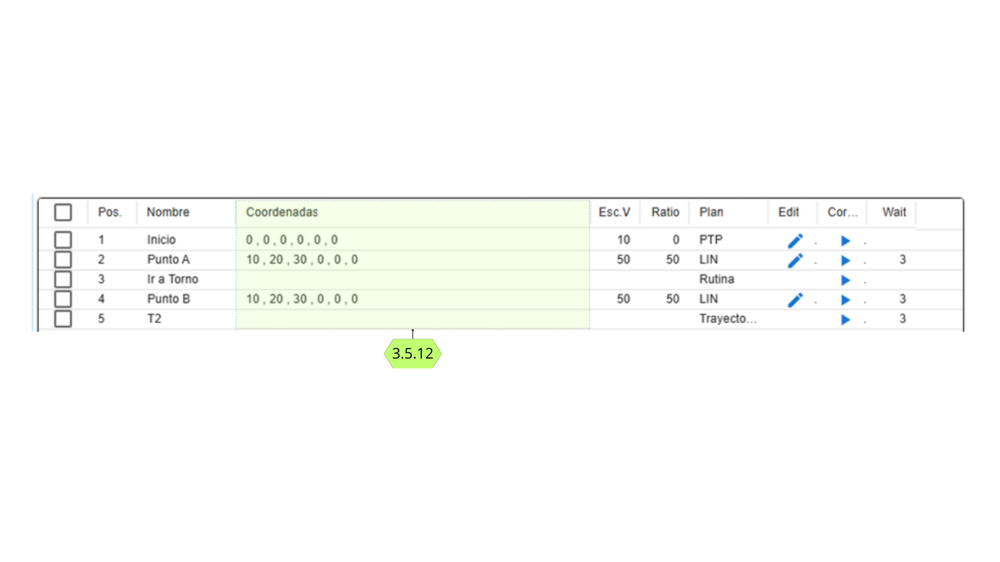 Pos. Nombre Coordenadas Esc.V Ratio Plan Edit Cor... Wait
1 Inicio 0 , 0 , 0 , 0 , 0 , 0 10 0 PTP . .
2 Punto A 10 , 20 , 30 , 0 , 0 , 0 50 50 LIN . . 3
3 Ir a Torno Rutina .
4 Punto B 10 , 20 , 30 , 0 , 0 , 0 50 50 LIN . . 3
5 T2 Trayecto... . 3
3.5.12